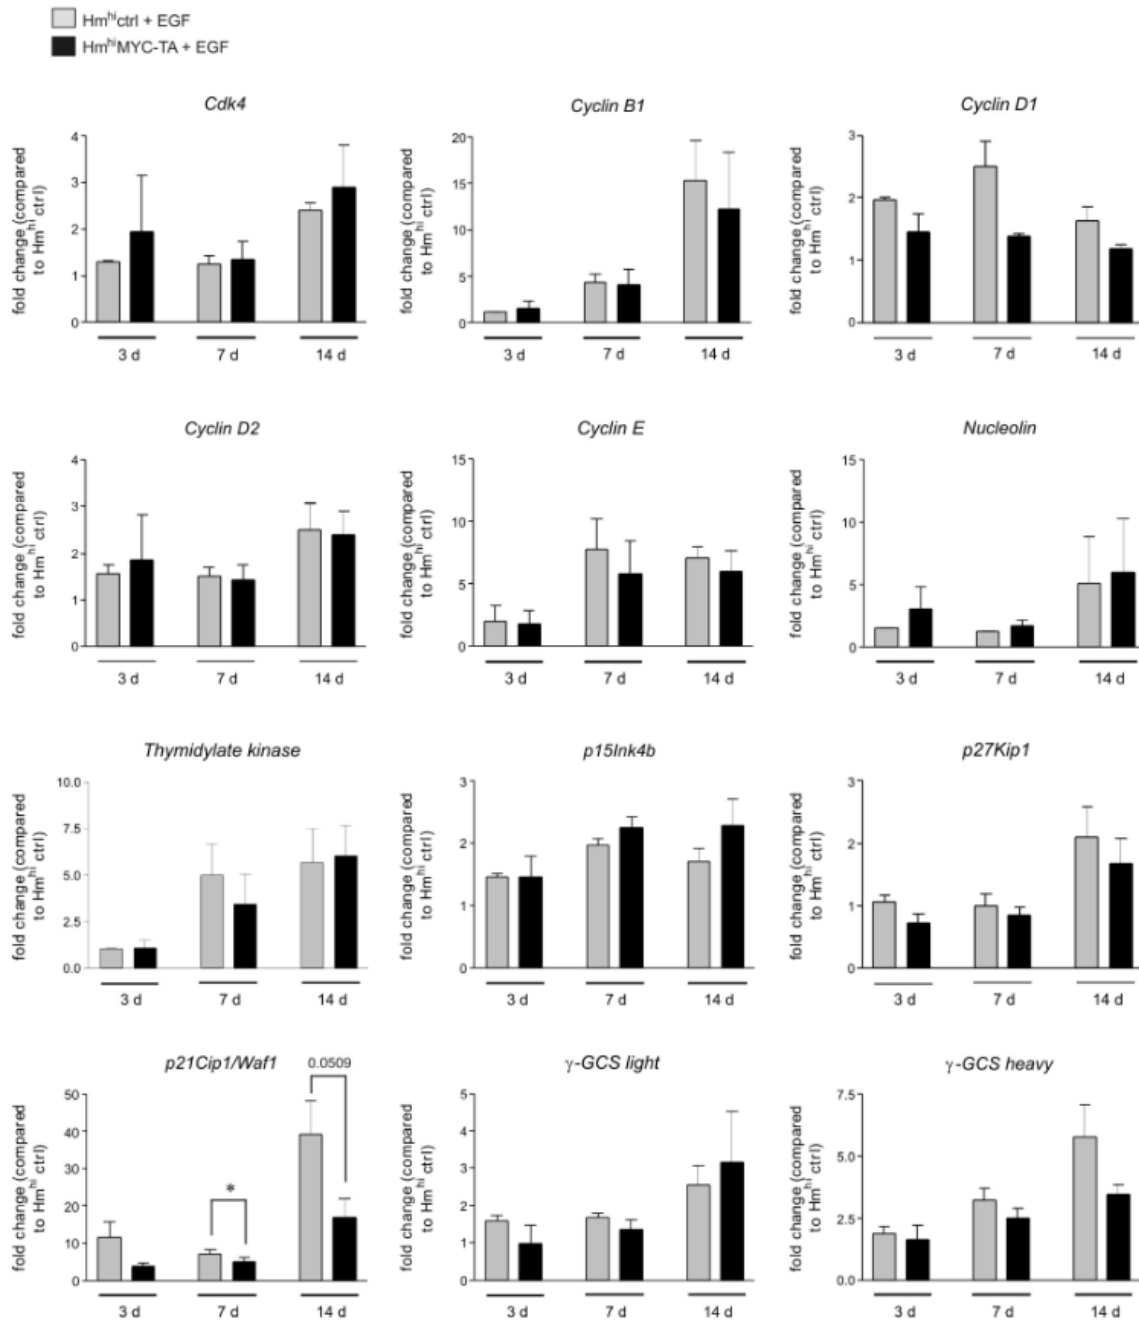 Hm^hi ctrl + EGF
Hm^hi MYC-TA + EGF
Cdk4
fold change (compared
to Hm^hi ctrl)
4
3
2
1
0
3 d 7 d 14 d
Cyclin B1
fold change (compared
to Hm^hi ctrl)
20
15
10
5
0
3 d 7 d 14 d
Cyclin D1
fold change (compared
to Hm^hi ctrl)
3
2
1
0
3 d 7 d 14 d
Cyclin D2
fold change (compared
to Hm^hi ctrl)
4
3
2
1
0
3 d 7 d 14 d
Cyclin E
fold change (compared
to Hm^hi ctrl)
15
10
5
0
3 d 7 d 14 d
Nucleolin
fold change (compared
to Hm^hi ctrl)
15
10
5
0
3 d 7 d 14 d
Thymidylate kinase
fold change (compared
to Hm^hi ctrl)
10.0
7.5
5.0
2.5
0.0
3 d 7 d 14 d
p15Ink4b
fold change (compared
to Hm^hi ctrl)
3
2
1
0
3 d 7 d 14 d
p27Kip1
fold change (compared
to Hm^hi ctrl)
3
2
1
0
3 d 7 d 14 d
p21Cip1/Waf1
0.0509
*
fold change (compared
to Hm^hi ctrl)
50
40
30
20
10
0
3 d 7 d 14 d
γ-GCS light
fold change (compared
to Hm^hi ctrl)
5
4
3
2
1
0
3 d 7 d 14 d
γ-GCS heavy
fold change (compared
to Hm^hi ctrl)
7.5
5.0
2.5
0.0
3 d 7 d 14 d